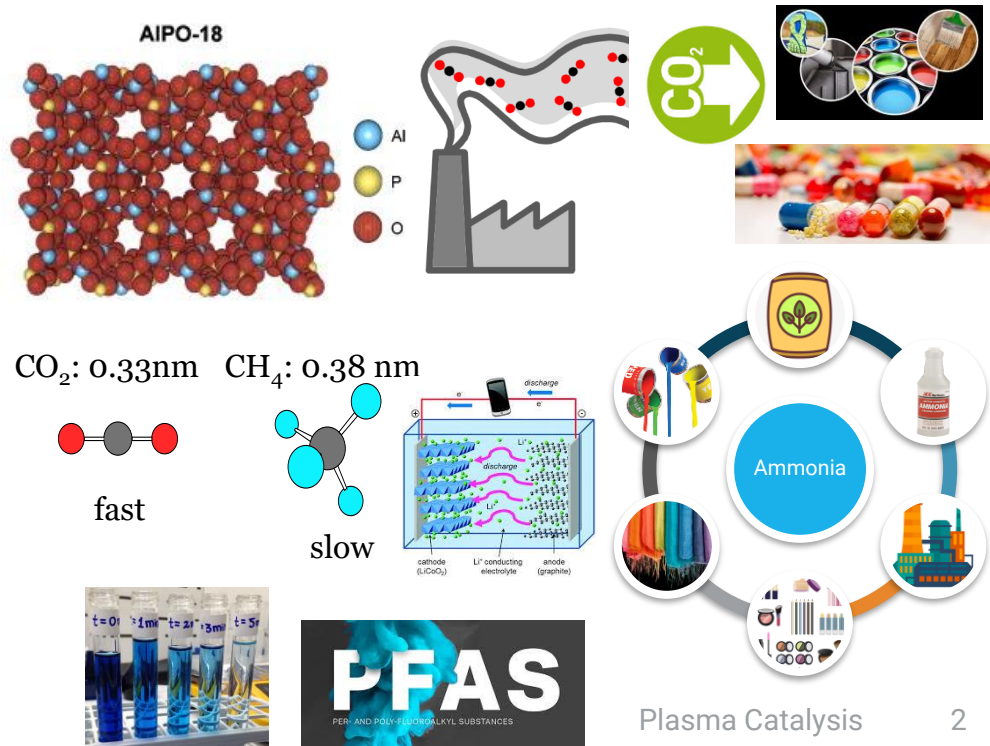 AlPO-18
Al
P
O
CO₂
CO₂: 0.33nm
CH₄: 0.38 nm
fast
slow
discharge
e⁻
e⁻
⊕
⊖
Li⁺
discharge
Li⁺
cathode
(LiCoO₂)
Li⁺ conducting
electrolyte
anode
(graphite)
Ammonia
AMMONIA
RED
t=0
t=1min
t=2
t=3min
t=5
PFAS
PER- AND POLY-FLUOROALKYL SUBSTANCES
Plasma Catalysis
2